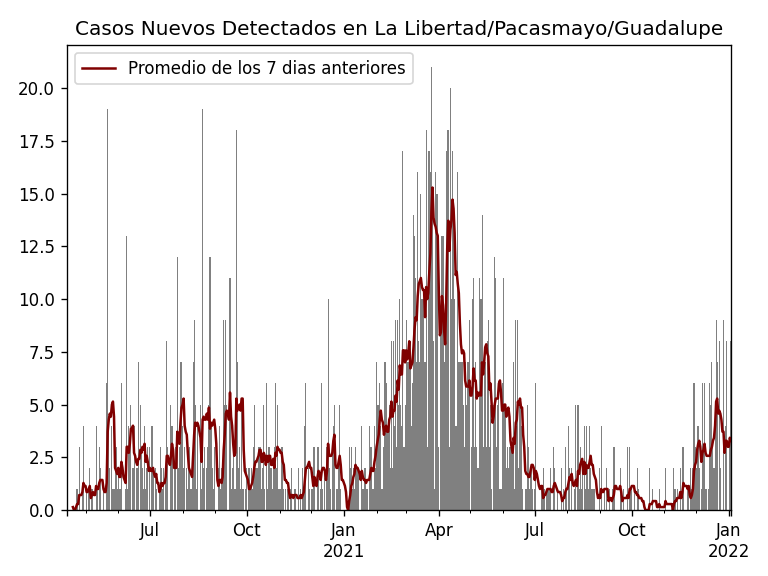 Casos Nuevos Detectados en La Libertad/Pacasmayo/Guadalupe
Promedio de los 7 dias anteriores
20.0
17.5
15.0
12.5
10.0
7.5
5.0
2.5
0.0
Jul
Oct
Jan
2021
Apr
Jul
Oct
Jan
2022